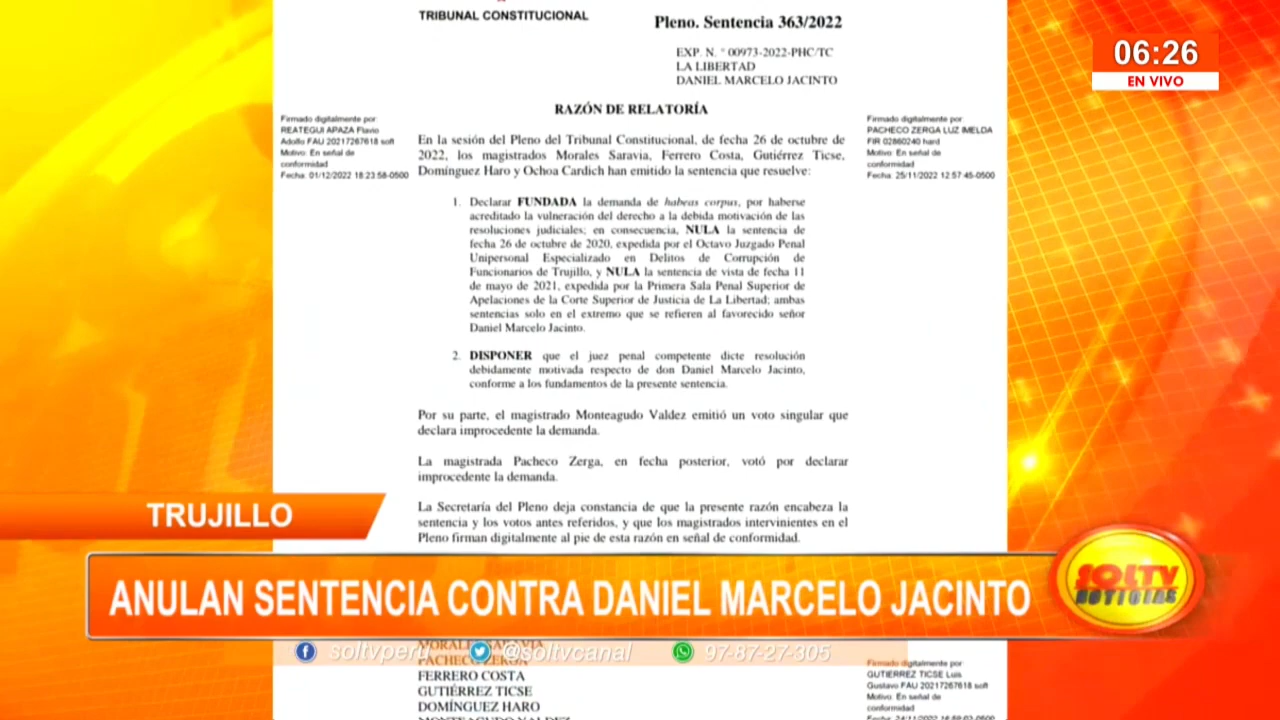 TRIBUNAL CONSTITUCIONAL
Pleno. Sentencia 363/2022
EXP. N. ° 00973-2022-PHC/TC
LA LIBERTAD
DANIEL MARCELO JACINTO
06:26
EN VIVO
RAZÓN DE RELATORÍA
Firmado digitalmente por
REATEGUI APAZA Flavio
Adolfo FAU 20217267618 soft
Motivo: En señal de
conformidad
Fecha: 01/12/2022 18:23:58-0500
Firmado digitalmente por
PACHECO ZERGA LUZ IMELDA
FIR 02860240 hard
Motivo: En señal de
conformidad
Fecha: 25/11/2022 12:57:45-0500
En la sesión del Pleno del Tribunal Constitucional, de fecha 26 de octubre de
2022, los magistrados Morales Saravia, Ferrero Costa, Gutiérrez Ticse,
Domínguez Haro y Ochoa Cardich han emitido la sentencia que resuelve:
1. Declarar FUNDADA la demanda de habeas corpus, por haberse
acreditado la vulneración del derecho a la debida motivación de las
resoluciones judiciales; en consecuencia, NULA la sentencia de
fecha 26 de octubre de 2020, expedida por el Octavo Juzgado Penal
Unipersonal Especializado en Delitos de Corrupción de
Funcionarios de Trujillo, y NULA la sentencia de vista de fecha 11
de mayo de 2021, expedida por la Primera Sala Penal Superior de
Apelaciones de la Corte Superior de Justicia de La Libertad; ambas
sentencias solo en el extremo que se refieren al favorecido señor
Daniel Marcelo Jacinto.
2. DISPONER que el juez penal competente dicte resolución
debidamente motivada respecto de don Daniel Marcelo Jacinto,
conforme a los fundamentos de la presente sentencia.
Por su parte, el magistrado Monteagudo Valdez emitió un voto singular que
declara improcedente la demanda.
La magistrada Pacheco Zerga, en fecha posterior, votó por declarar
improcedente la demanda.
La Secretaría del Pleno deja constancia de que la presente razón encabeza la
sentencia y los votos antes referidos, y que los magistrados intervinientes en el
Pleno firman digitalmente al pie de esta razón en señal de conformidad.
TRUJILLO
ANULAN SENTENCIA CONTRA DANIEL MARCELO JACINTO
SOLTV
NOTICIAS
MORALES SARAVIA
soltvperu
@soltvcanal
97-87-27-305
PACHECO ZERGA
FERRERO COSTA
GUTIÉRREZ TICSE
DOMÍNGUEZ HARO
MONTEAGUDO VALDEZ
Firmado digitalmente por
GUTIERREZ TICSE Luis
Gustavo FAU 20217267618 soft
Motivo: En señal de
conformidad